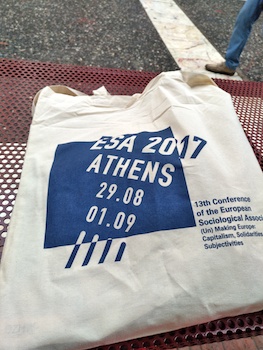 ESA 2017
ATHENS
29.08
01.09
13th Conference
of the European
Sociological Associ
(Un) Making Europe:
Capitalism, Solidarities
Subjectivities